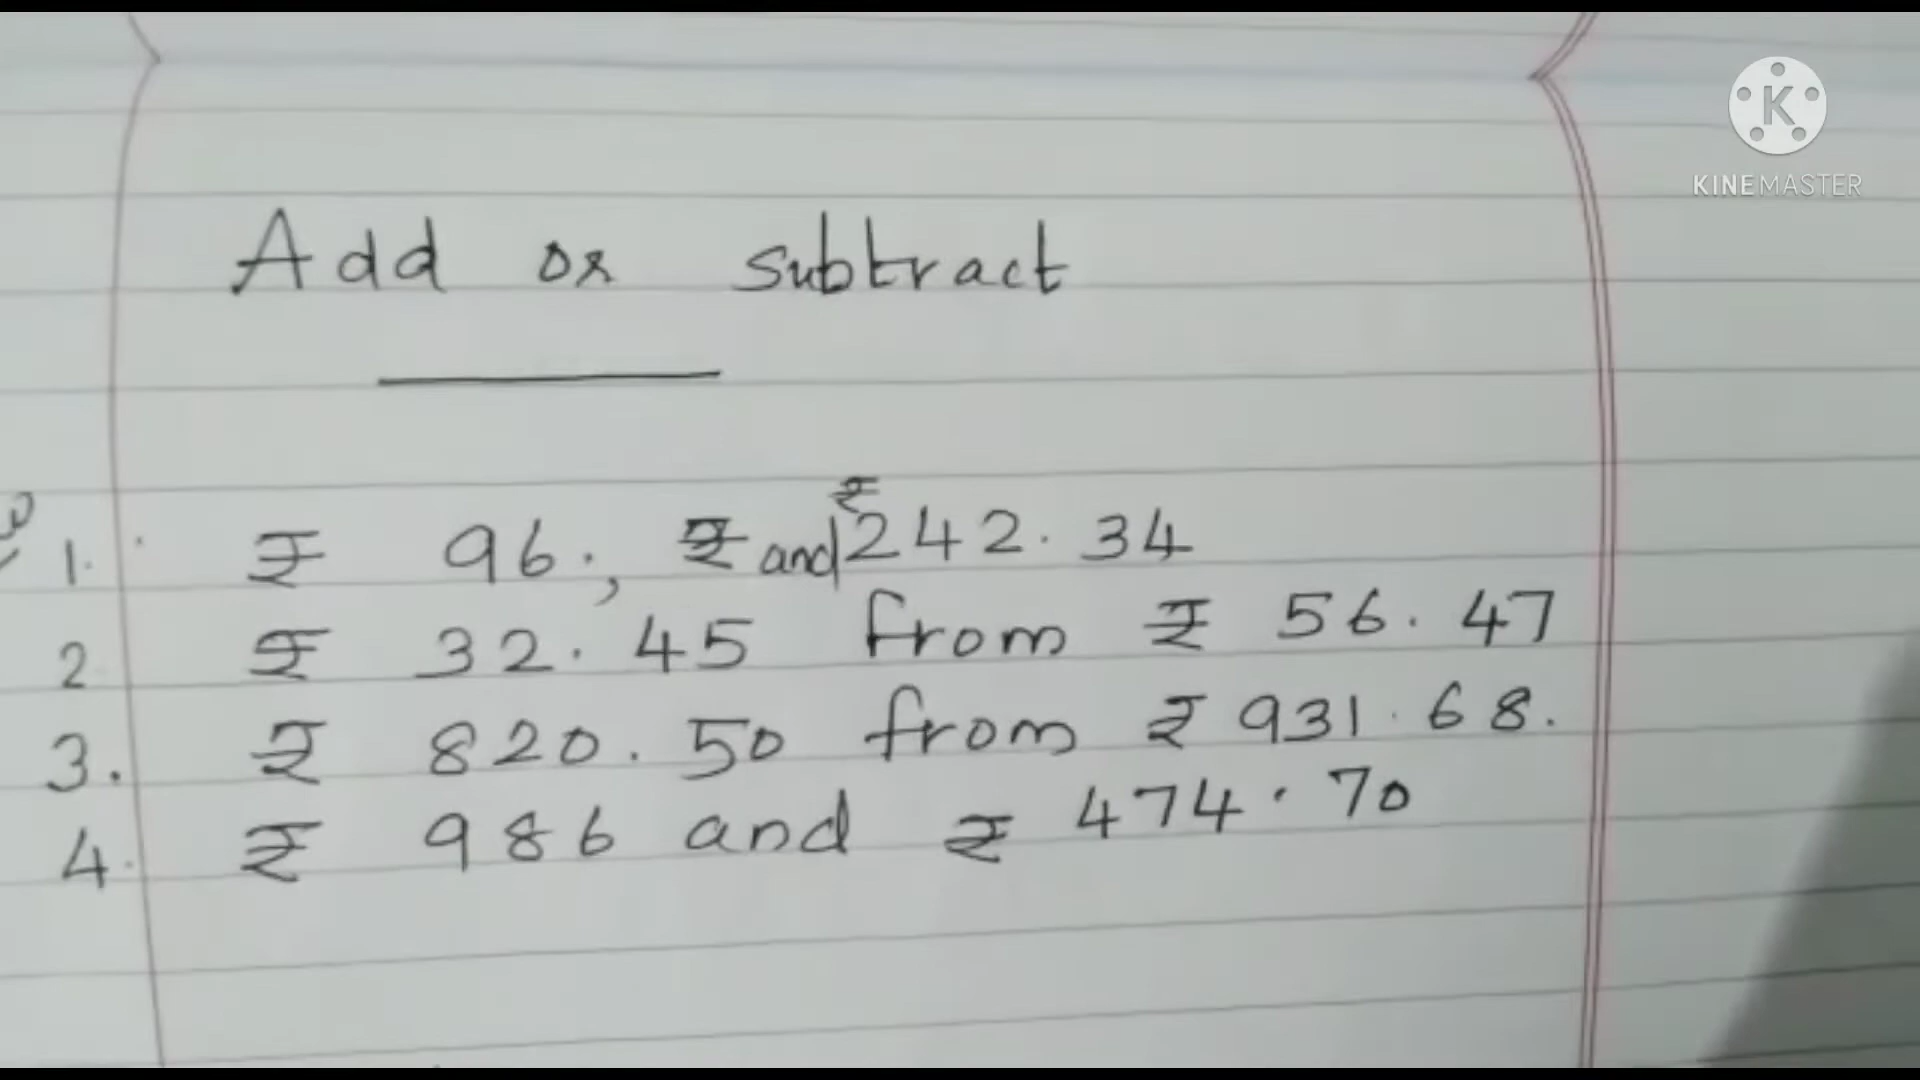 KINEMASTER
Add or subtract
1. ₹ 96., ₹ and ₹ 242.34
2 ₹ 32.45 from ₹ 56.47
3. ₹ 820.50 from ₹ 931.68.
4. ₹ 986 and ₹ 474.70